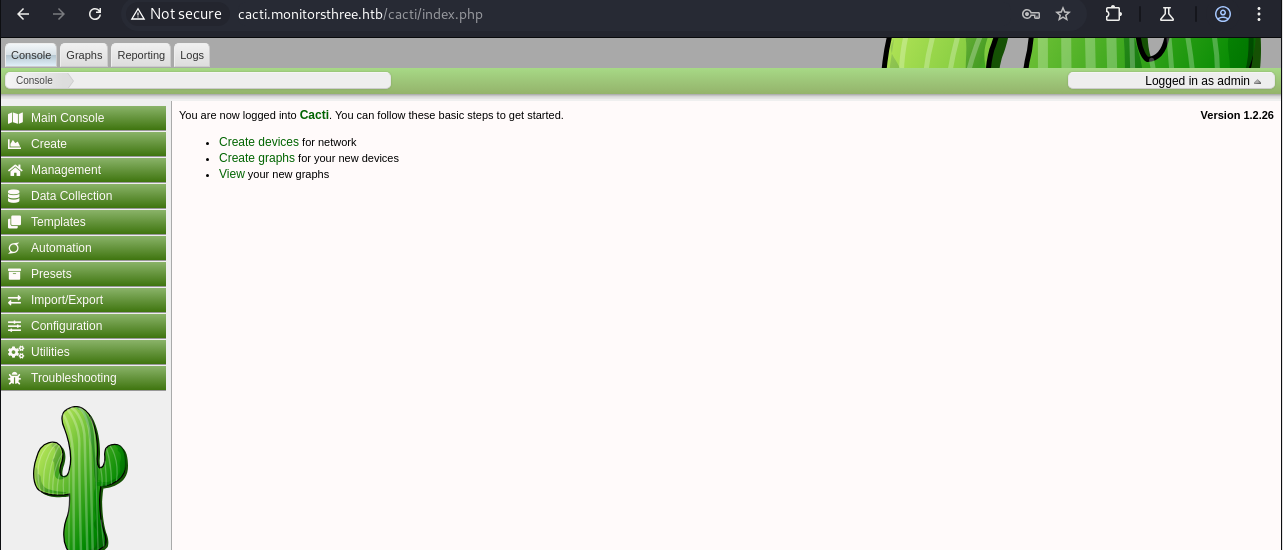 Not secure cacti.monitorsthree.htb/cacti/index.php
Console Graphs Reporting Logs
Console
Logged in as admin
Main Console
Create
Management
Data Collection
Templates
Automation
Presets
Import/Export
Configuration
Utilities
Troubleshooting
You are now logged into Cacti. You can follow these basic steps to get started.
Version 1.2.26
Create devices for network
Create graphs for your new devices
View your new graphs